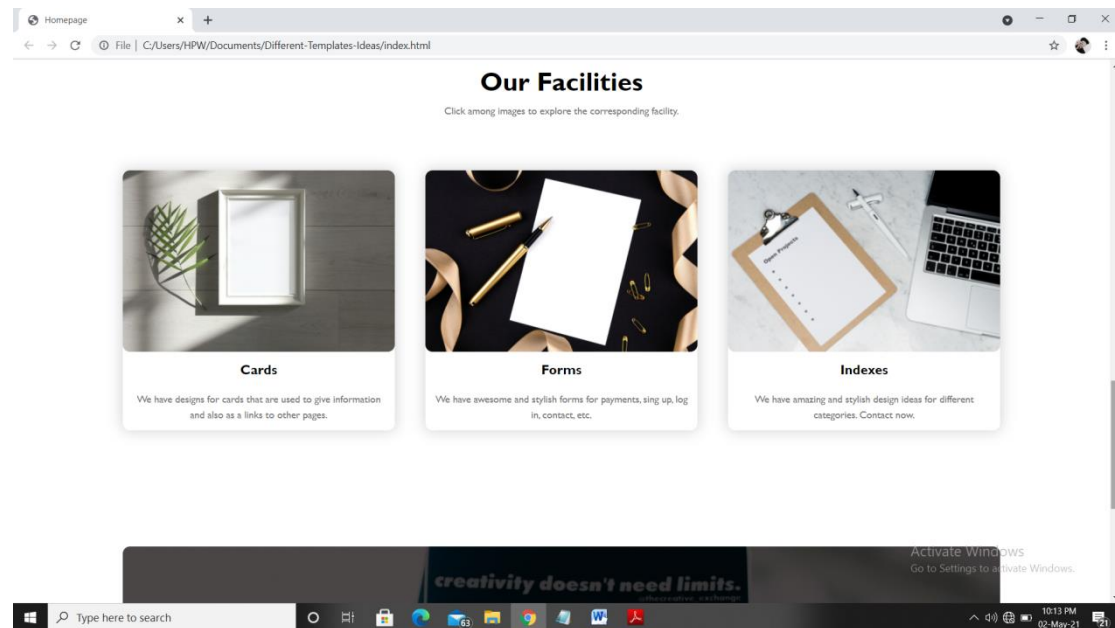 Homepage
File | C:/Users/HPW/Documents/Different-Templates-Ideas/index.html
Our Facilities
Click among images to explore the corresponding facility.
Open Projects
Cards
We have designs for cards that are used to give information
and also as a links to other pages.
Forms
We have awesome and stylish forms for payments, sing up, log
in, contact, etc.
Indexes
We have amazing and stylish design ideas for different
categories. Contact now.
creativity doesn't need limits.
othecreative_exchange
Activate Windows
Go to Settings to activate Windows.
Type here to search
63
10:13 PM
02-May-21
21